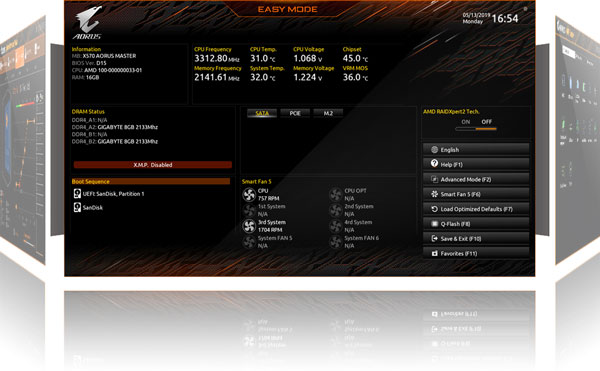 EASY MODE
AORUS
05/13/2019
Monday
16:54
Information
MB: X570 AORUS MASTER
BIOS Ver. D15
CPU: AMD 100-000000033-01
RAM: 16GB
CPU Frequency
3312.80 MHz
CPU Temp.
31.0 °C
CPU Voltage
1.068 V
Chipset
45.0 °C
Memory Frequency
2141.61 MHz
System Temp.
32.0 °C
Memory Voltage
1.224 V
VRM MOS
36.0 °C
DRAM Status
DDR4_A1: N/A
DDR4_A2: GIGABYTE 8GB 2133Mhz
DDR4_B1: N/A
DDR4_B2: GIGABYTE 8GB 2133Mhz
X.M.P. Disabled
SATA
PCIE
M.2
AMD RAIDXpert2 Tech.
ON OFF
Boot Sequence
UEFI: SanDisk, Partition 1
SanDisk
Smart Fan 5
CPU
757 RPM
CPU OPT
N/A
1st System
N/A
2nd System
N/A
3rd System
1704 RPM
4rd System
N/A
System FAN 5
N/A
System FAN 6
N/A
English
Help (F1)
Advanced Mode (F2)
Smart Fan 5 (F6)
Load Optimized Defaults (F7)
Q-Flash (F8)
Save & Exit (F10)
Favorites (F11)